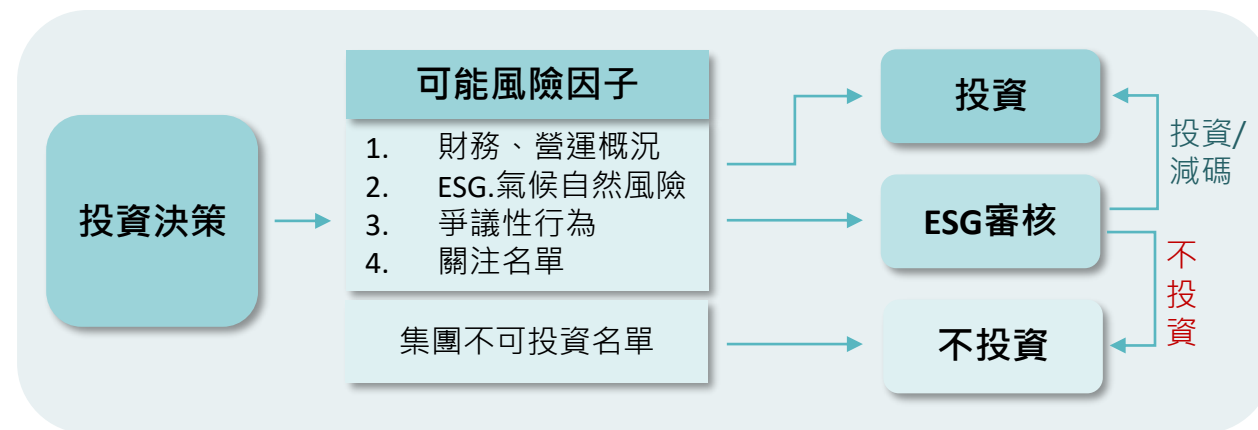 投資決策
可能風險因子
1. 財務、營運概況
2. ESG.氣候自然風險
3. 爭議性行為
4. 關注名單
集團不可投資名單
投資
ESG審核
不投資
投資/
減碼
不
投
資